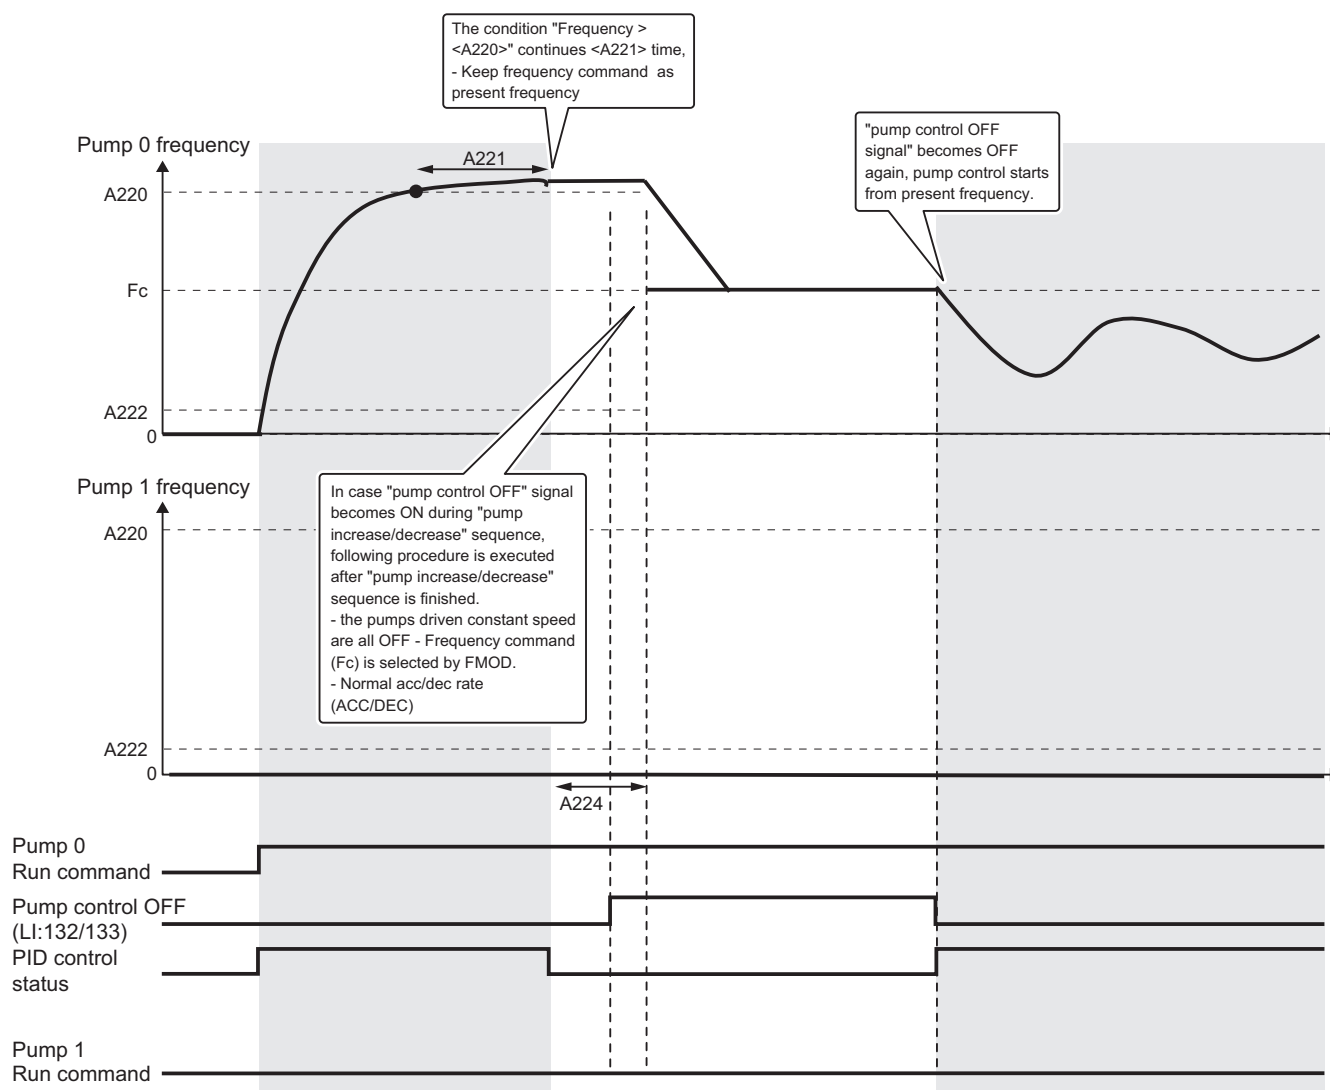 The condition "Frequency >
<A220>" continues <A221> time,
- Keep frequency command as
present frequency
"pump control OFF
signal" becomes OFF
again, pump control starts
from present frequency.
Pump 0 frequency
A221
A220
Fc
A222
0
In case "pump control OFF" signal
becomes ON during "pump
increase/decrease" sequence,
following procedure is executed
after "pump increase/decrease"
sequence is finished.
- the pumps driven constant speed
are all OFF - Frequency command
(Fc) is selected by FMOD.
- Normal acc/dec rate
(ACC/DEC)
Pump 1 frequency
A220
A222
0
A224
Pump 0
Run command
Pump control OFF
(LI:132/133)
PID control
status
Pump 1
Run command